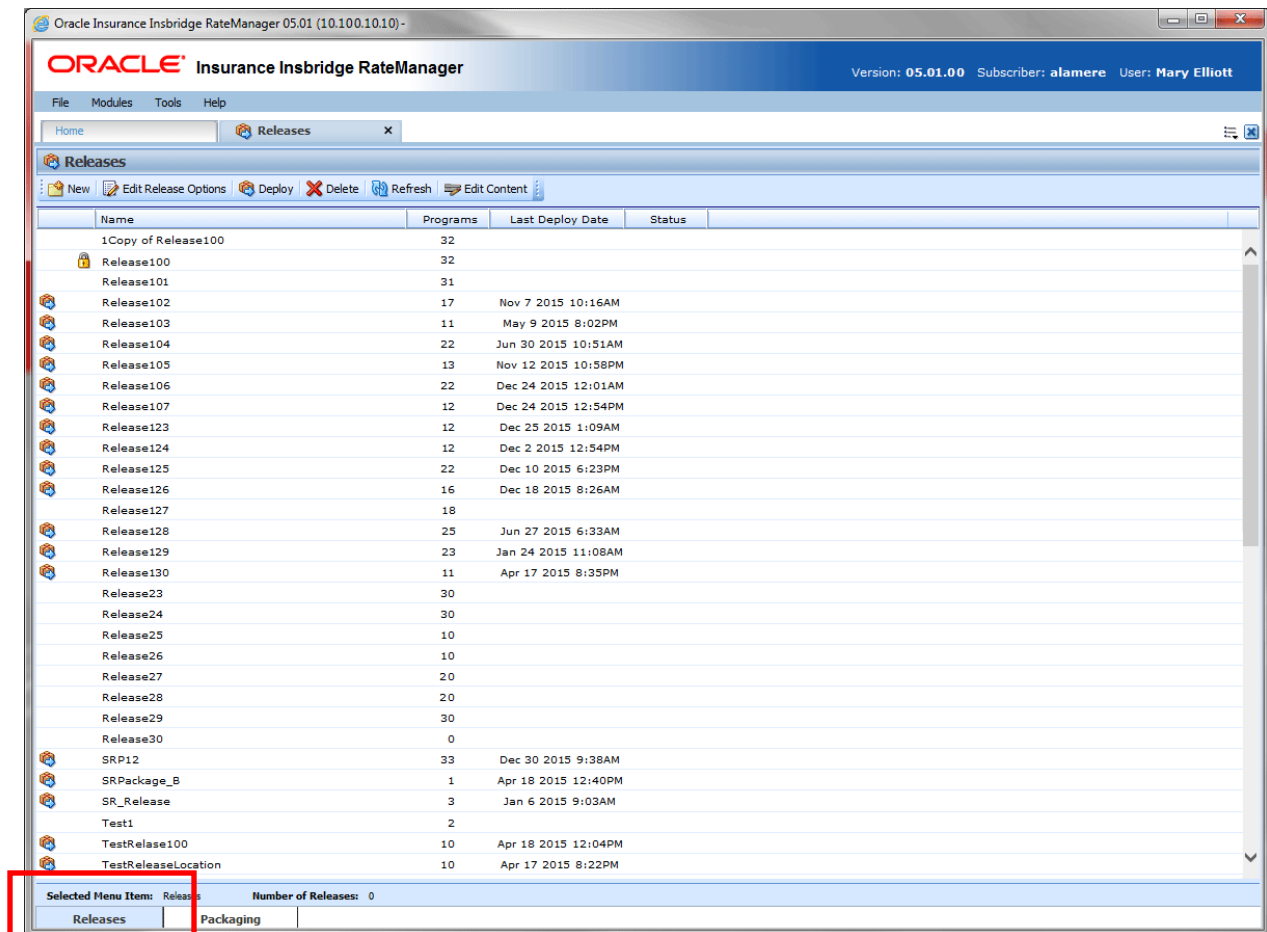 Oracle Insurance Insbridge RateManager 05.01 (10.100.10.10) -
ORACLE Insurance Insbridge RateManager
Version: 05.01.00 Subscriber: alamere User: Mary Elliott
File Modules Tools Help
Home Releases x
Releases
New Edit Release Options Deploy Delete Refresh Edit Content
Name Programs Last Deploy Date Status
1Copy of Release100 32
Release100 32
Release101 31
Release102 17 Nov 7 2015 10:16AM
Release103 11 May 9 2015 8:02PM
Release104 22 Jun 30 2015 10:51AM
Release105 13 Nov 12 2015 10:58PM
Release106 22 Dec 24 2015 12:01AM
Release107 12 Dec 24 2015 12:54PM
Release123 12 Dec 25 2015 1:09AM
Release124 12 Dec 2 2015 12:54PM
Release125 22 Dec 10 2015 6:23PM
Release126 16 Dec 18 2015 8:26AM
Release127 18
Release128 25 Jun 27 2015 6:33AM
Release129 23 Jan 24 2015 11:08AM
Release130 11 Apr 17 2015 8:35PM
Release23 30
Release24 30
Release25 10
Release26 10
Release27 20
Release28 20
Release29 30
Release30 0
SRP12 33 Dec 30 2015 9:38AM
SRPackage_B 1 Apr 18 2015 12:40PM
SR_Release 3 Jan 6 2015 9:03AM
Test1 2
TestRelase100 10 Apr 18 2015 12:04PM
TestReleaseLocation 10 Apr 17 2015 8:22PM
Selected Menu Item: Releases Number of Releases: 0
Releases Packaging